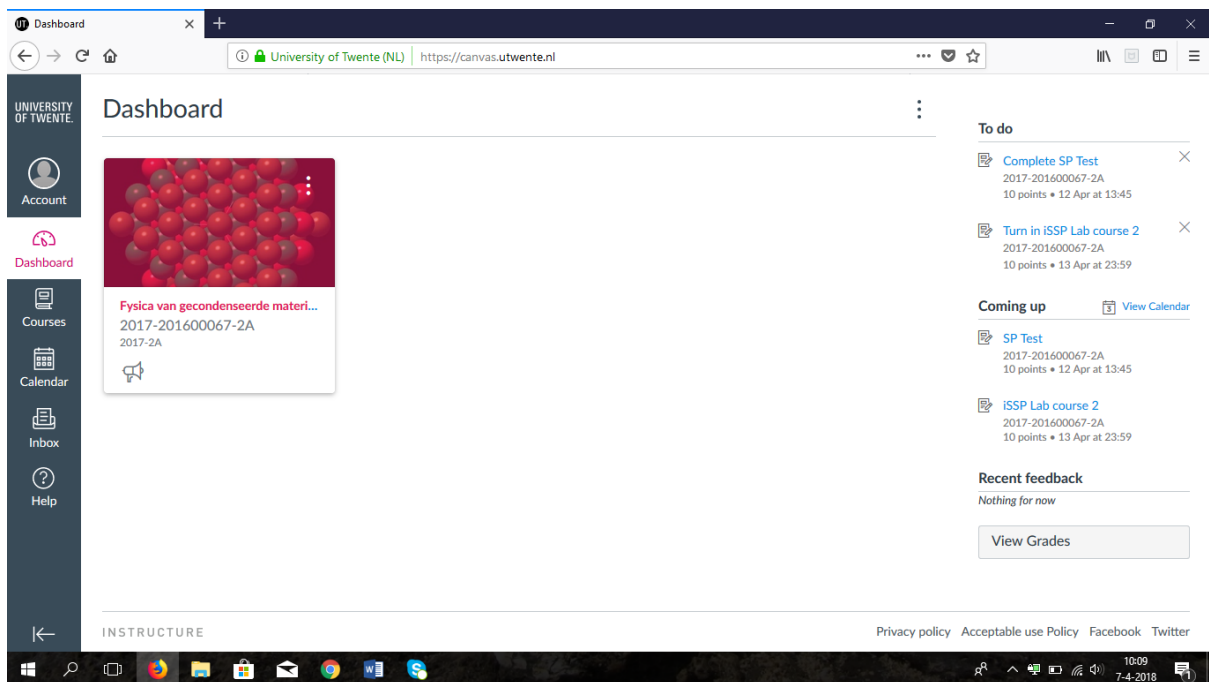 Dashboard
University of Twente (NL) https://canvas.utwente.nl
UNIVERSITY
OF TWENTE.
Account
Dashboard
Courses
Calendar
Inbox
Help
Dashboard
Fysica van gecondenseerde materi...
2017-201600067-2A
2017-2A
To do
Complete SP Test
2017-201600067-2A
10 points • 12 Apr at 13:45
Turn in iSSP Lab course 2
2017-201600067-2A
10 points • 13 Apr at 23:59
Coming up
3 View Calendar
SP Test
2017-201600067-2A
10 points • 12 Apr at 13:45
iSSP Lab course 2
2017-201600067-2A
10 points • 13 Apr at 23:59
Recent feedback
Nothing for now
View Grades
INSTRUCTURE
Privacy policy Acceptable use Policy Facebook Twitter
10:09
7-4-2018